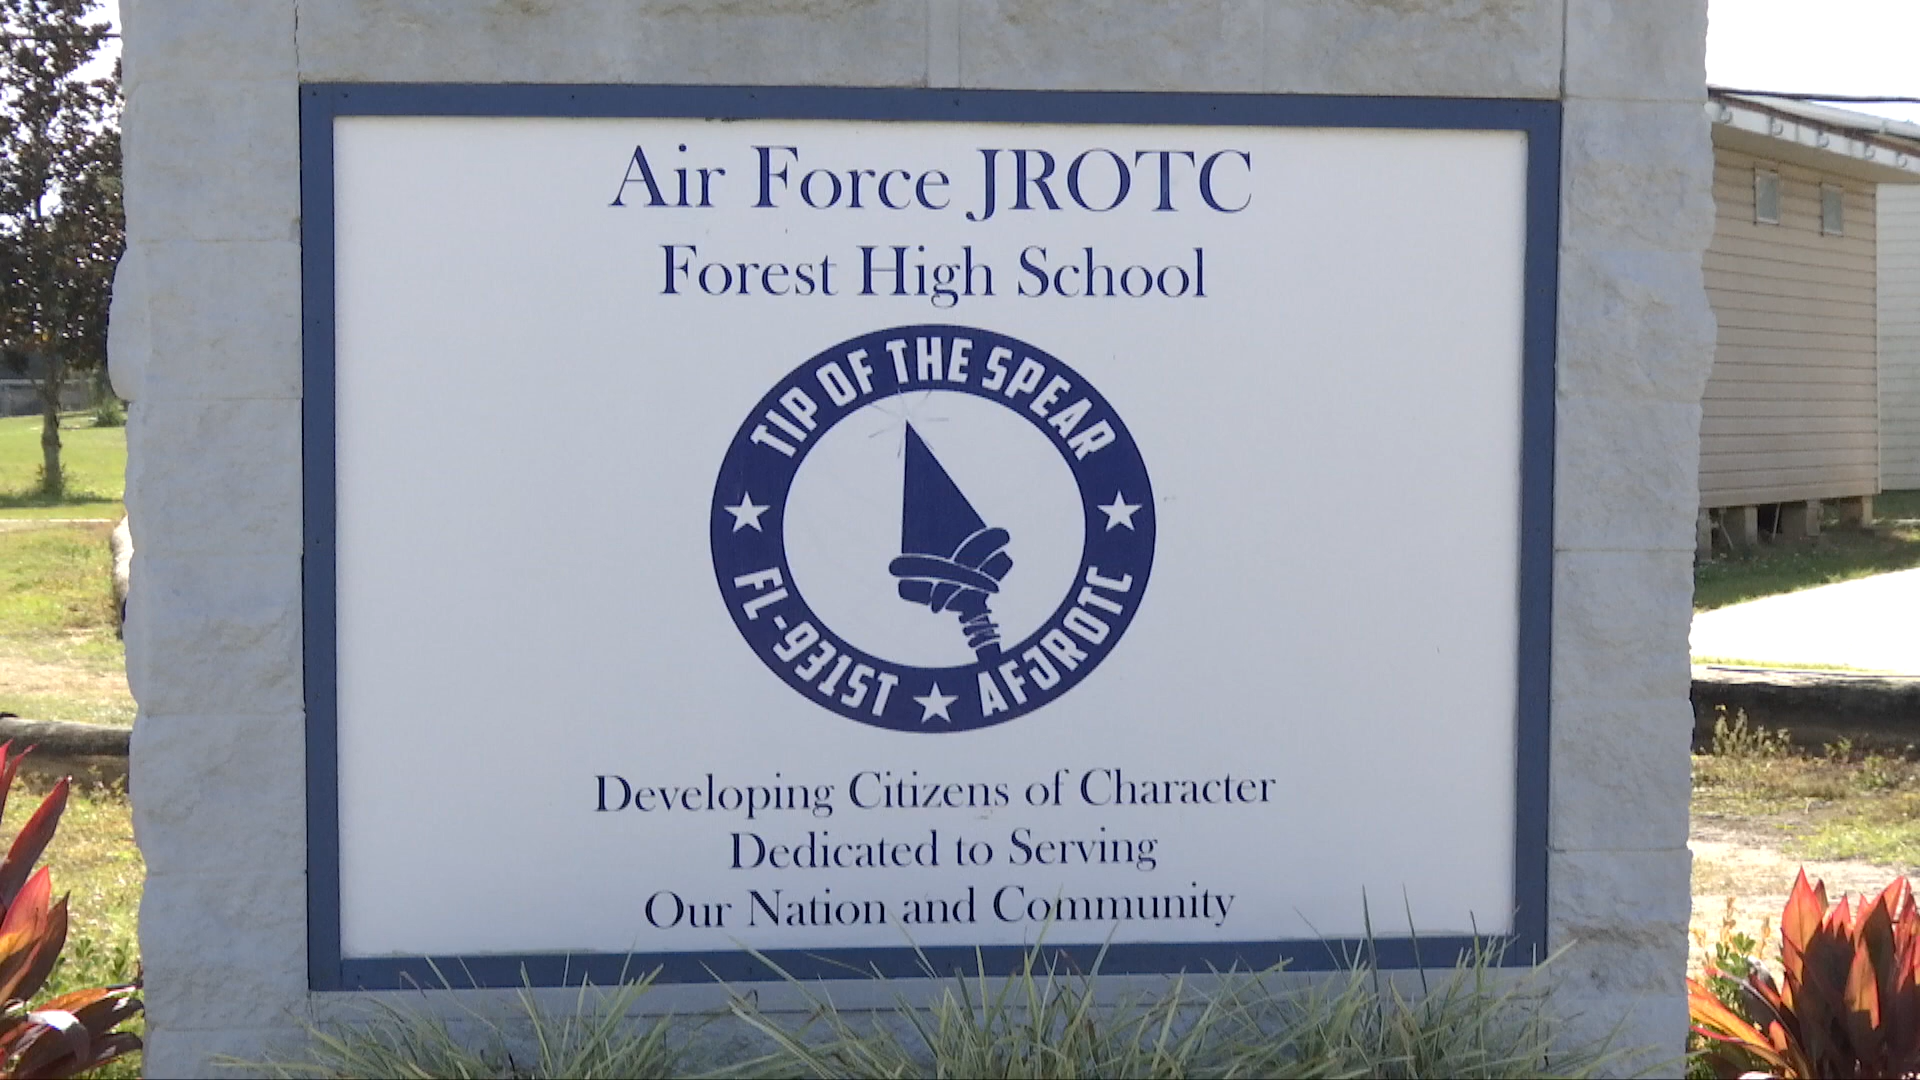 Air Force JROTC
Forest High School
TIP OF THE SPEAR
FL-931ST
AFJROTC
Developing Citizens of Character
Dedicated to Serving
Our Nation and Community